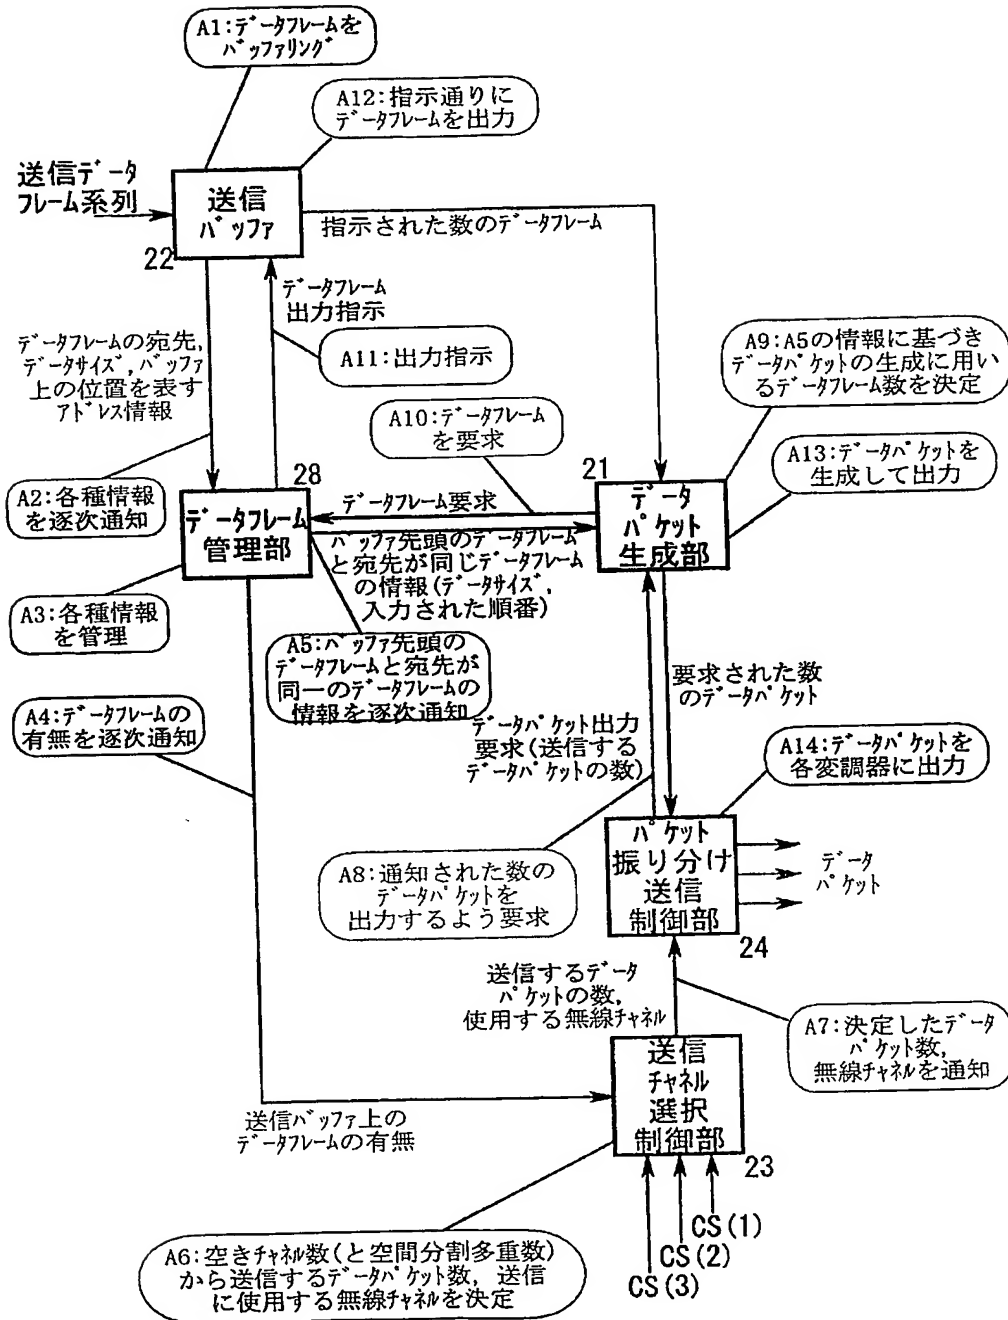 A1:データフレームを
バッファリング
A12:指示通りに
データフレームを出力
送信データ
フレーム系列
送信
バッファ
22
指示された数のデータフレーム
データフレーム
出力指示
データフレームの宛先,
データサイズ,バッファ
上の位置を表す
アドレス情報
A11:出力指示
A9:A5の情報に基づき
データパケットの生成に用い
るデータフレーム数を決定
A10:データフレーム
を要求
A13:データパケットを
生成して出力
A2:各種情報
を逐次通知
28
データフレーム
管理部
データフレーム要求
21
データ
パケット
生成部
バッファ先頭のデータフレーム
と宛先が同じデータフレーム
の情報(データサイズ,
入力された順番)
A3:各種情報
を管理
A5:バッファ先頭の
データフレームと宛先が
同一のデータフレームの
情報を逐次通知
A4:データフレームの
有無を逐次通知
要求された数
のデータパケット
データパケット出力
要求(送信する
データパケットの数)
A14:データパケットを
各変調器に出力
A8:通知された数の
データパケットを
出力するよう要求
パケット
振り分け
送信
制御部
24
データ
パケット
送信するデータ
パケットの数,
使用する無線チャネル
A7:決定したデータ
パケット数,
無線チャネルを通知
送信
チャネル
選択
制御部
23
送信バッファ上の
データフレームの有無
CS(1)
CS(2)
CS(3)
A6:空きチャネル数(と空間分割多重数)
から送信するデータパケット数, 送信
に使用する無線チャネルを決定